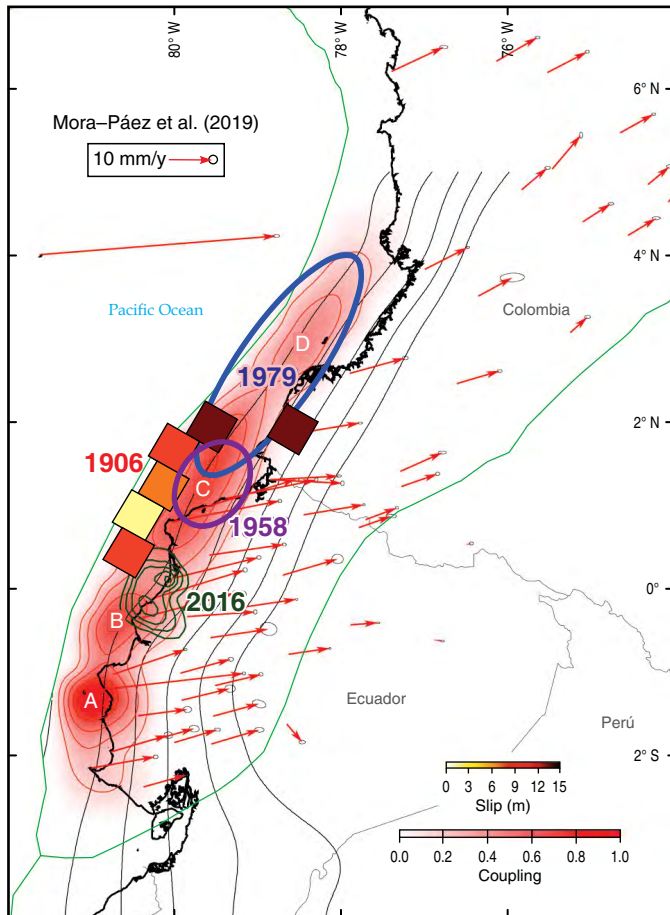 80° W
78° W
76° W
6° N
Mora–Páez et al. (2019)
10 mm/y
4° N
Pacific Ocean
Colombia
D
1979
2° N
1906
C
1958
0°
2016
B
A
Ecuador
Perú
2° S
0 3 6 9 12 15
Slip (m)
0.0 0.2 0.4 0.6 0.8 1.0
Coupling